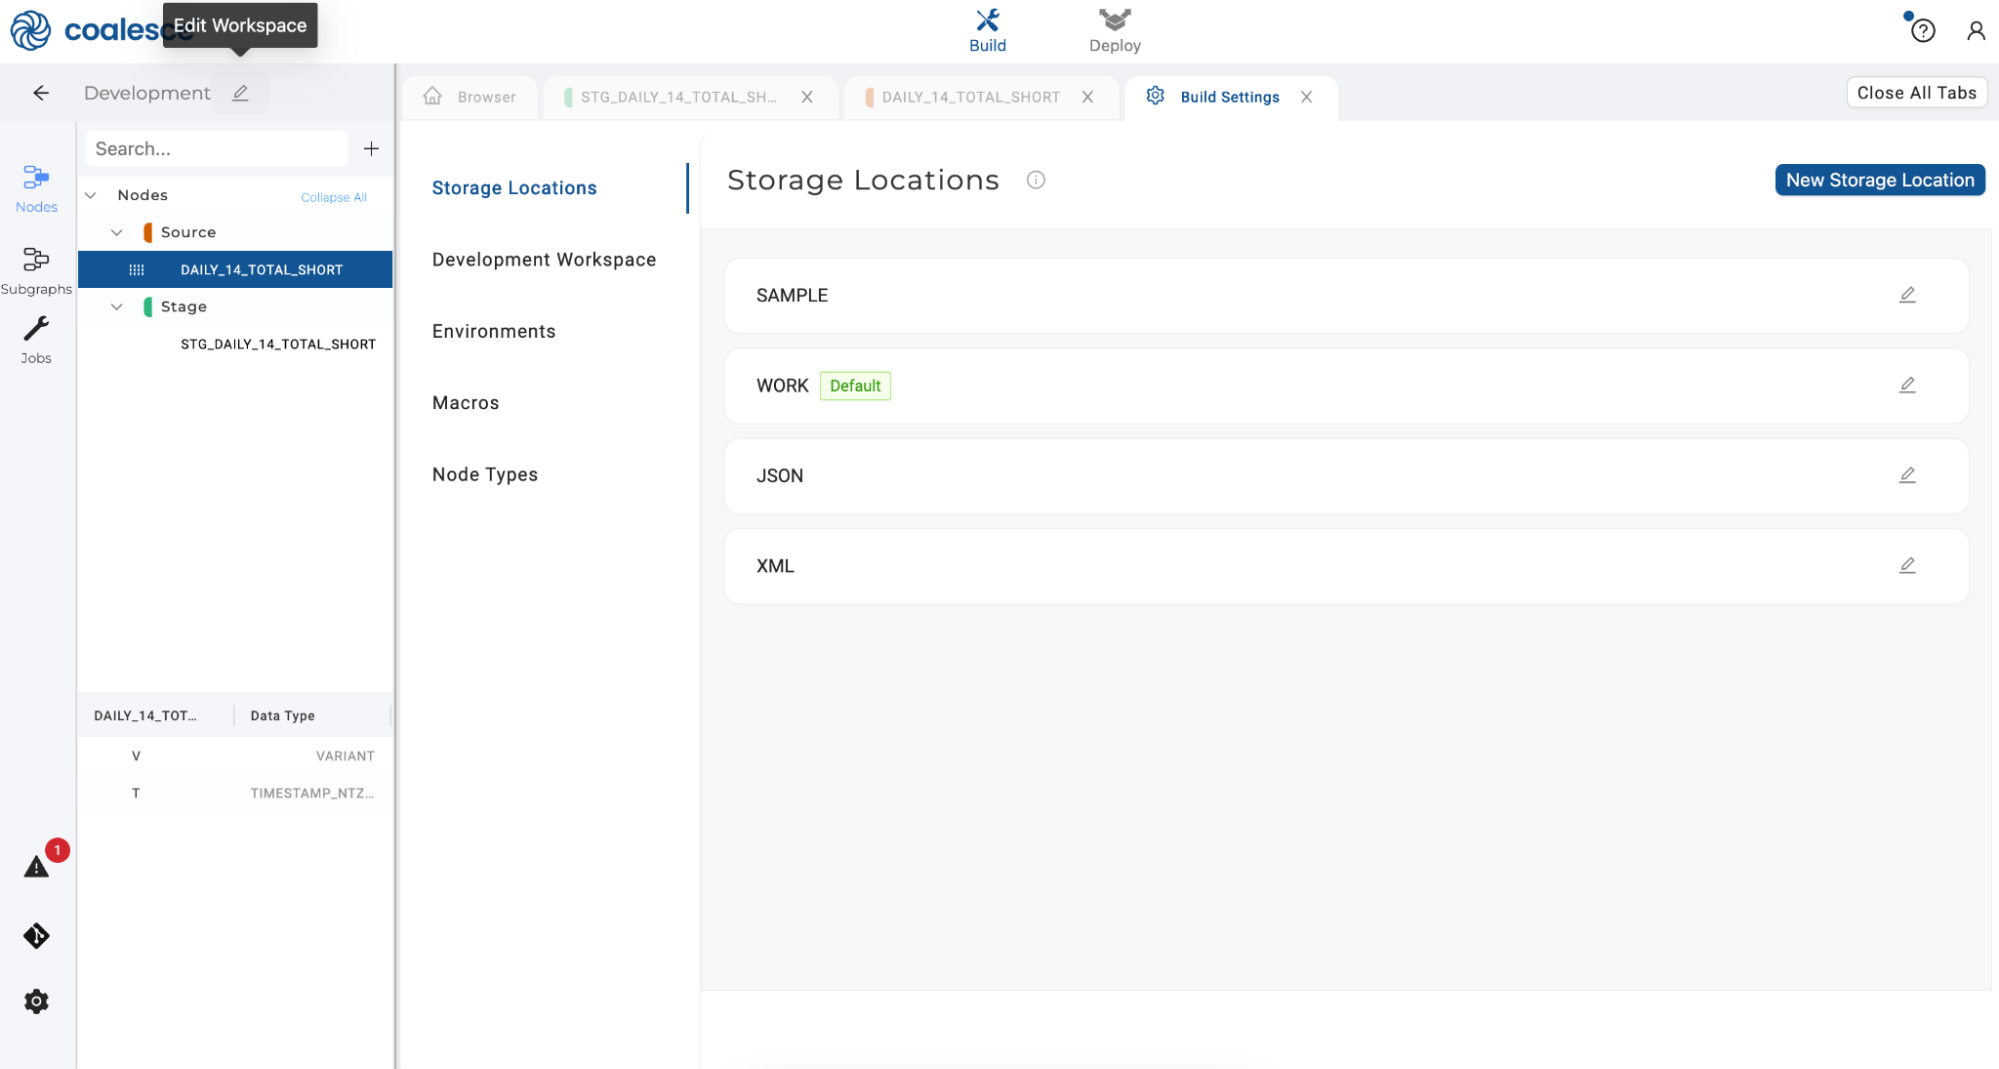 coalesce
Edit Workspace
Build
Deploy
Development
Browser
STG_DAILY_14_TOTAL_SH...
DAILY_14_TOTAL_SHORT
Build Settings
Close All Tabs
Search...
Nodes
Subgraphs
Jobs
1
Nodes
Collapse All
Source
DAILY_14_TOTAL_SHORT
Stage
STG_DAILY_14_TOTAL_SHORT
DAILY_14_TOT...
Data Type
V
VARIANT
T
TIMESTAMP_NTZ...
Storage Locations
Development Workspace
Environments
Macros
Node Types
Storage Locations
New Storage Location
SAMPLE
WORK
Default
JSON
XML